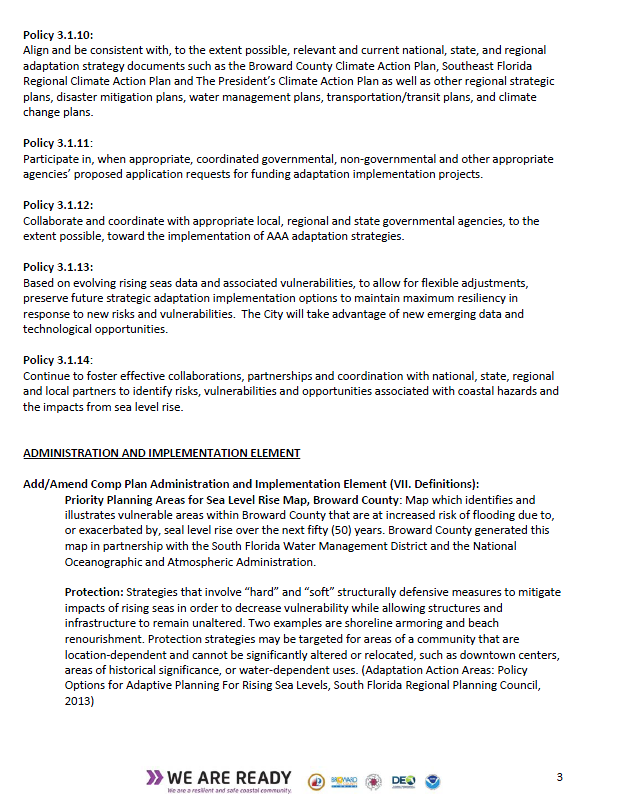 Policy 3.1.10:
Align and be consistent with, to the extent possible, relevant and current national, state, and regional
adaptation strategy documents such as the Broward County Climate Action Plan, Southeast Florida
Regional Climate Action Plan and The President's Climate Action Plan as well as other regional strategic
plans, disaster mitigation plans, water management plans, transportation/transit plans, and climate
change plans.
Policy 3.1.11:
Participate in, when appropriate, coordinated governmental, non-governmental and other appropriate
agencies' proposed application requests for funding adaptation implementation projects.
Policy 3.1.12:
Collaborate and coordinate with appropriate local, regional and state governmental agencies, to the
extent possible, toward the implementation of AAA adaptation strategies.
Policy 3.1.13:
Based on evolving rising seas data and associated vulnerabilities, to allow for flexible adjustments,
preserve future strategic adaptation implementation options to maintain maximum resiliency in
response to new risks and vulnerabilities.  The City will take advantage of new emerging data and
technological opportunities.
Policy 3.1.14:
Continue to foster effective collaborations, partnerships and coordination with national, state, regional
and local partners to identify risks, vulnerabilities and opportunities associated with coastal hazards and
the impacts from sea level rise.
ADMINISTRATION AND IMPLEMENTATION ELEMENT
Add/Amend Comp Plan Administration and Implementation Element (VII. Definitions):
Priority Planning Areas for Sea Level Rise Map, Broward County: Map which identifies and
illustrates vulnerable areas within Broward County that are at increased risk of flooding due to,
or exacerbated by, seal level rise over the next fifty (50) years. Broward County generated this
map in partnership with the South Florida Water Management District and the National
Oceanographic and Atmospheric Administration.
Protection: Strategies that involve "hard" and "soft" structurally defensive measures to mitigate
impacts of rising seas in order to decrease vulnerability while allowing structures and
infrastructure to remain unaltered. Two examples are shoreline armoring and beach
renourishment. Protection strategies may be targeted for areas of a community that are
location-dependent and cannot be significantly altered or relocated, such as downtown centers,
areas of historical significance, or water-dependent uses. (Adaptation Action Areas: Policy
Options for Adaptive Planning For Rising Sea Levels, South Florida Regional Planning Council,
2013)
WE ARE READY
We are a resilient and safe coastal community.
BROWARD
DEO
3